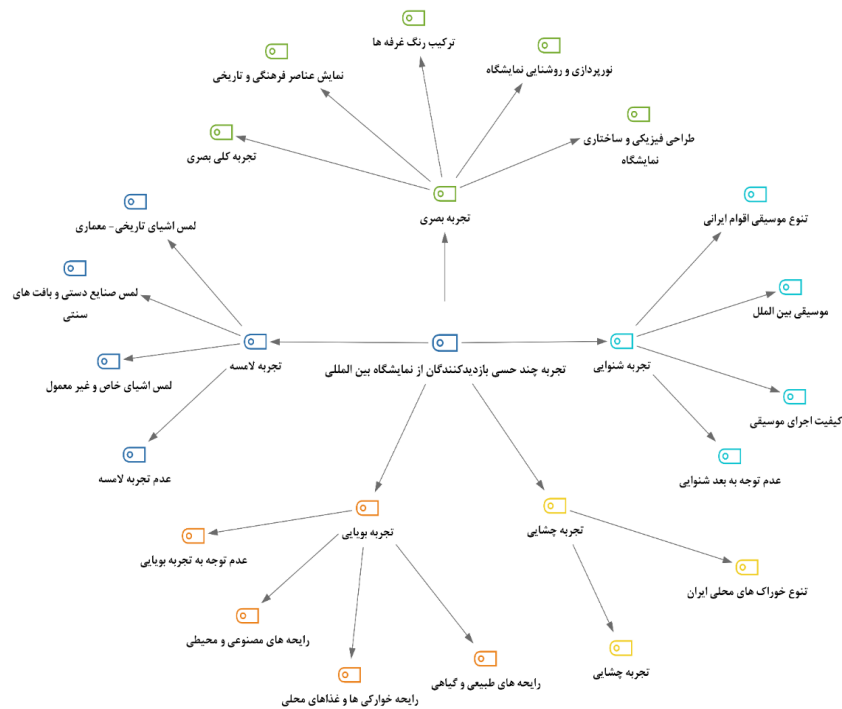 ترکیب رنگ غرفه ها
نورپردازی و روشنایی نمایشگاه
نمایش عناصر فرهنگی و تاریخی
طراحی فیزیکی و ساختاری
نمایشگاه
تجربه کلی بصری
تجربه بصری
تنوع موسیقی اقوام ایرانی
لمس اشیای تاریخی- معماری
لمس صنایع دستی و بافت های
سنتی
موسیقی بین الملل
تجربه شنوایی
تجربه چند حسی بازدیدکنندگان از نمایشگاه بین المللی
تجربه لامسه
لمس اشیای خاص و غیر معمول
کیفیت اجرای موسیقی
عدم توجه به بعد شنوایی
عدم تجربه لامسه
تجربه چشایی
تجربه بویایی
عدم توجه به تجربه بویایی
تنوع خوراک های محلی ایران
رایحه های مصنوعی و محیطی
تجربه چشایی
رایحه های طبیعی و گیاهی
رایحه خوارکی ها و غذاهای محلی